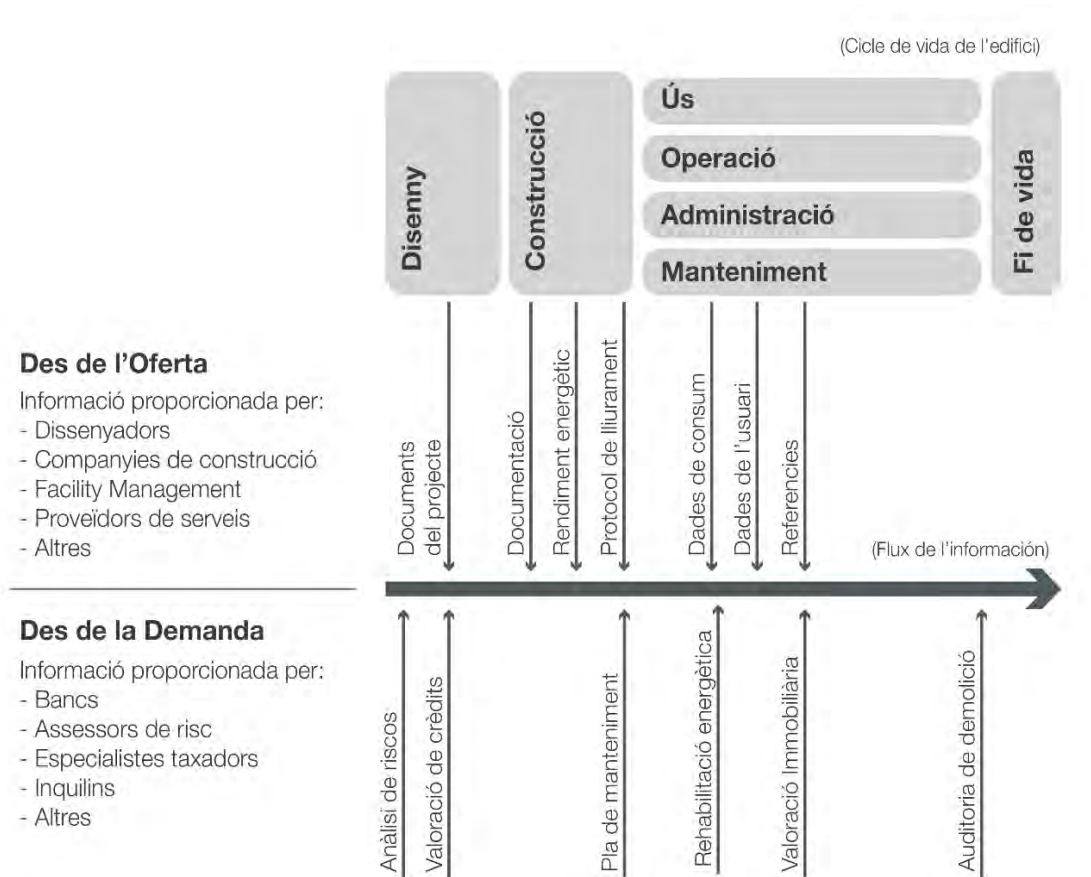 (Cicle de vida de l'edifici)
Disenny
Construcció
Ús
Operació
Administració
Manteniment
Fi de vida
Des de l'Oferta
Informació proporcionada per:
- Dissenyadors
- Companyies de construcció
- Facility Management
- Proveïdors de serveis
- Altres
Documents
del projecte
Documentació
Rendiment energètic
Protocol de lliurament
Dades de consum
Dades de l'usuari
Referencies
(Flux de l'información)
Des de la Demanda
Informació proporcionada per:
- Bancs
- Assessors de risc
- Especialistes taxadors
- Inquilins
- Altres
Anàlisi de riscos
Valoració de crèdits
Pla de manteniment
Rehabilitació energètica
Valoració Immobiliària
Auditoria de demolició